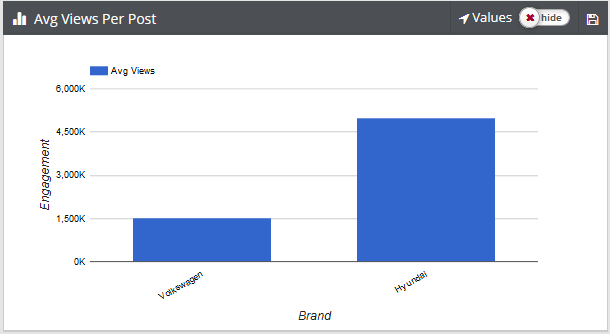 Avg Views Per Post
Values hide
Avg Views
6,000K
4,500K
3,000K
1,500K
0K
Engagement
Volkswagen
Hyundai
Brand